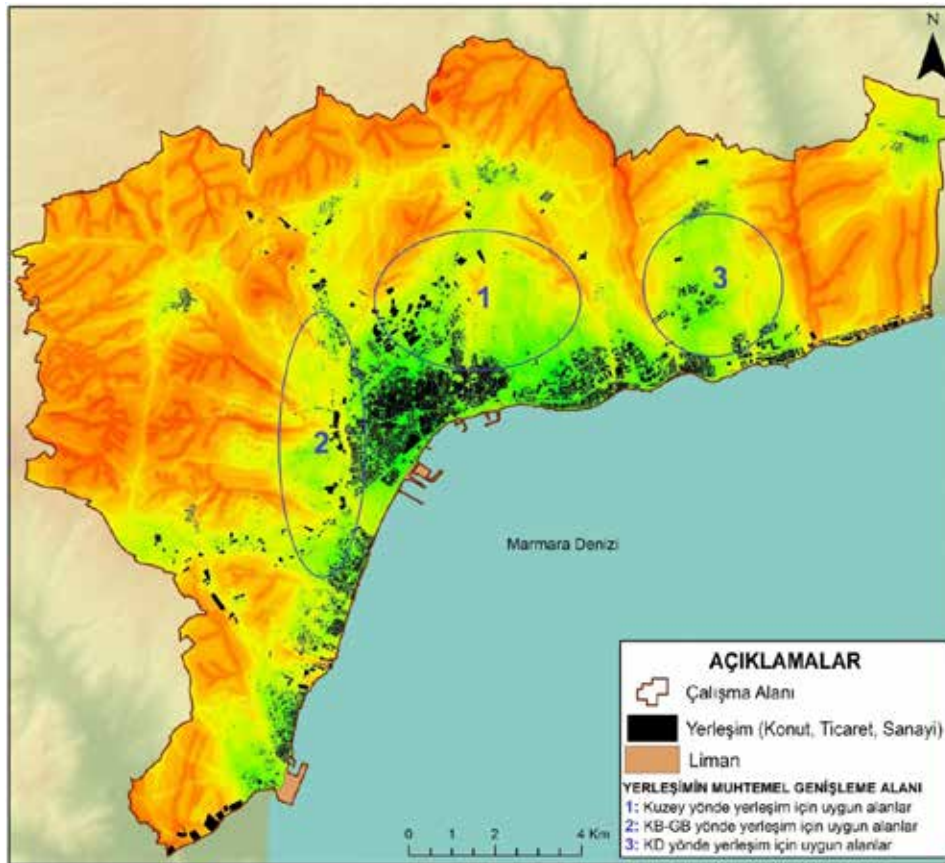 N
1
3
2
Marmara Denizi
AÇIKLAMALAR
Çalışma Alanı
Yerleşim (Konut, Ticaret, Sanayi)
Liman
YERLEŞİMİN MUHTEMEL GENİŞLEME ALANI
1: Kuzey yönde yerleşim için uygun alanlar
2: KB-GB yönde yerleşim için uygun alanlar
3: KD yönde yerleşim için uygun alanlar
0 1 2 4 Km